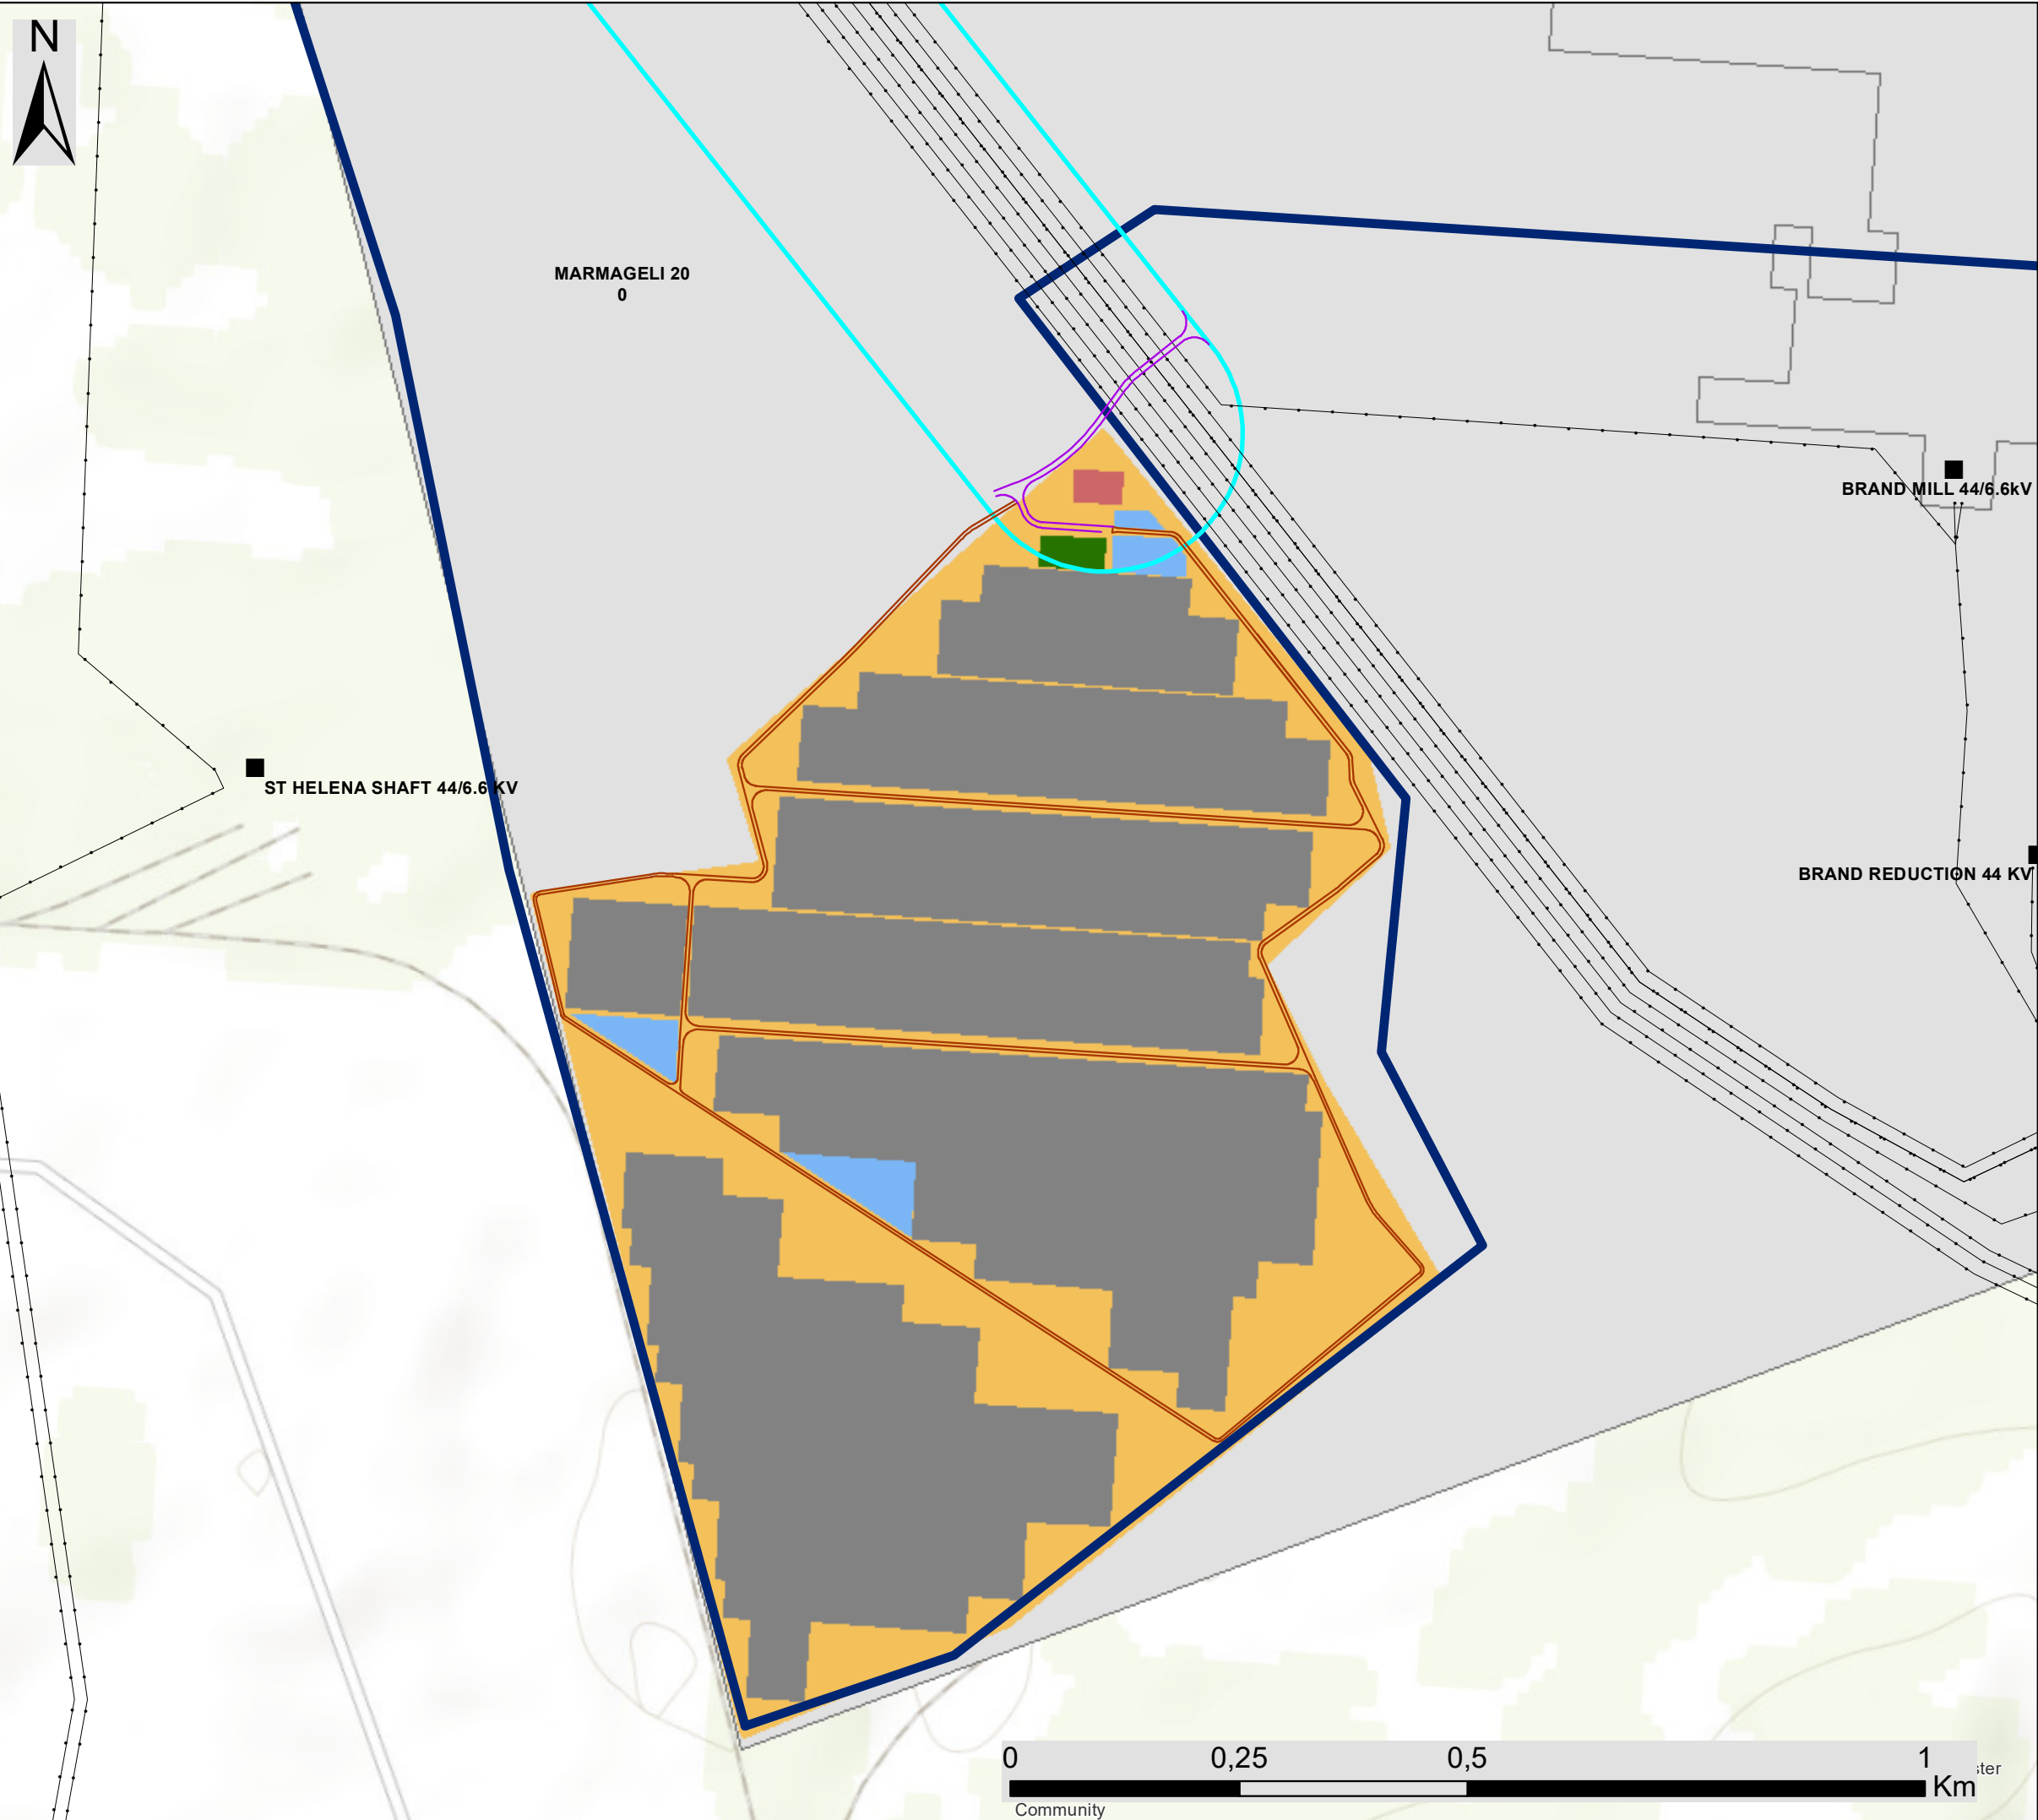 N
MARMAGELI 20
0
BRAND MILL 44/6.6kV
ST HELENA SHAFT 44/6.6 KV
BRAND REDUCTION 44 KV
0 0,25 0,5 1
Km
Community